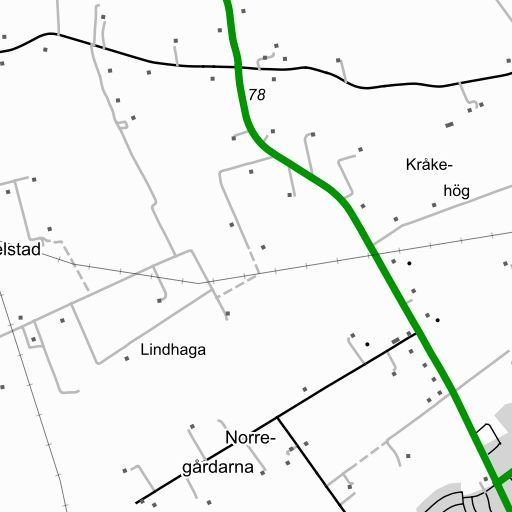 78
Kråke-
hög
elstad
Lindhaga
Norre-
gårdarna